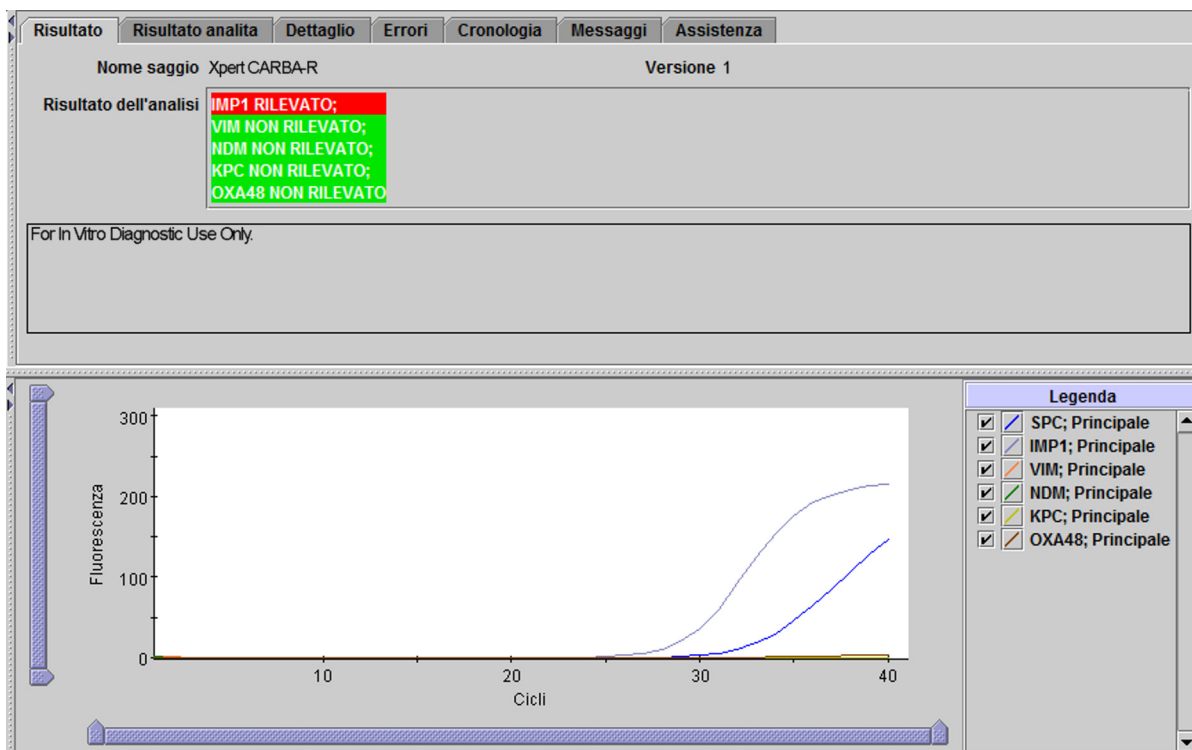 Risultato Risultato analita Dettaglio Errori Cronologia Messaggi Assistenza
Nome saggio Xpert CARBA-R Versione 1
Risultato dell'analisi IMP1 RILEVATO;
VIM NON RILEVATO;
NDM NON RILEVATO;
KPC NON RILEVATO;
OXA48 NON RILEVATO
For In Vitro Diagnostic Use Only.
Legenda
SPC; Principale
IMP1; Principale
VIM; Principale
NDM; Principale
KPC; Principale
OXA48; Principale
Fluorescenza
300
200
100
0
10 20 30 40
Cicli